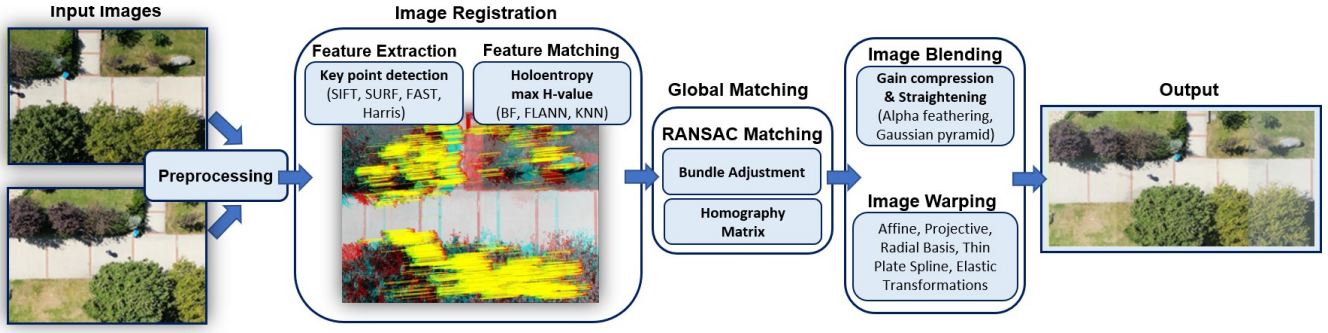 Input Images
Preprocessing
Image Registration
Feature Extraction
Key point detection
(SIFT, SURF, FAST,
Harris)
Feature Matching
Holoentropy
max H-value
(BF, FLANN, KNN)
Global Matching
RANSAC Matching
Bundle Adjustment
Homography
Matrix
Image Blending
Gain compression
& Straightening
(Alpha feathering,
Gaussian pyramid)
Image Warping
Affine, Projective,
Radial Basis, Thin
Plate Spline, Elastic
Transformations
Output